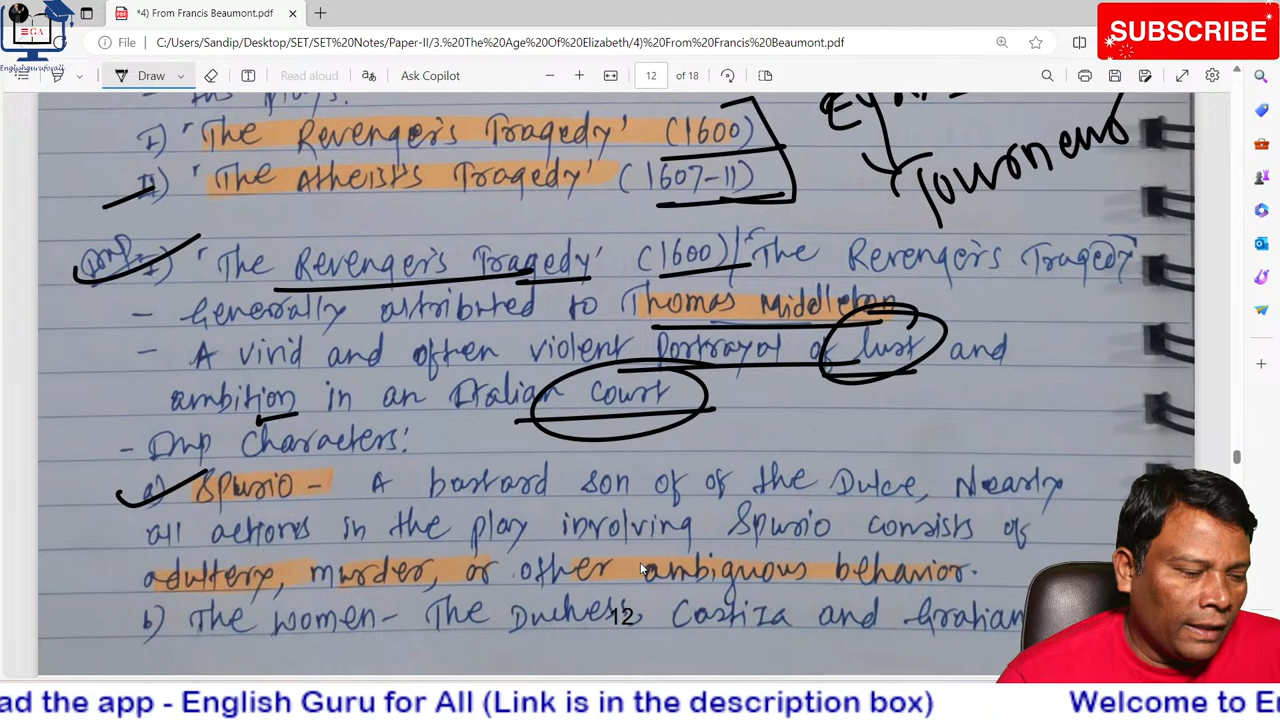 *4) From Francis Beaumont.pdf
SUBSCRIBE
EGA
Englishguruforall
File C:/Users/Sandip/Desktop/SET/SET%20Notes/Paper-II/3.%20The%20Age%20Of%20Elizabeth/4)%20From%20Francis%20Beaumont.pdf
Draw Read aloud Ask Copilot 12 of 18
plays.
I) 'The Revenger's Tragedy' (1600)
II) 'The Atheist's Tragedy' (1607-11)
Tourneur
Imp I) 'The Revenger's Tragedy' (1600)/'The Revenger's Tragedy'
- Generally attributed to Thomas Middleton
- A vivid and often violent portrayal of lust and
ambition in an Italian court
- Imp Characters:
a) Spurio - A bastard son of of the Duke, Nearly
all actions in the play involving Spurio consists of
adultery, murder, or other ambiguous behavior.
b) The women- The Duchess, Castiza and Gratian
12
ad the app - English Guru for All (Link is in the description box) Welcome to En